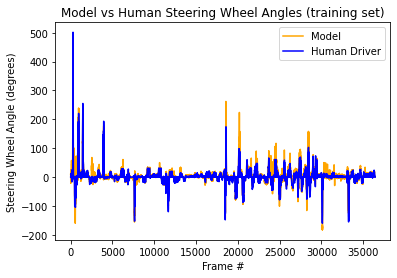 Model vs Human Steering Wheel Angles (training set)
Model
Human Driver
Steering Wheel Angle (degrees)
500
400
300
200
100
0
−100
−200
0 5000 10000 15000 20000 25000 30000 35000
Frame #